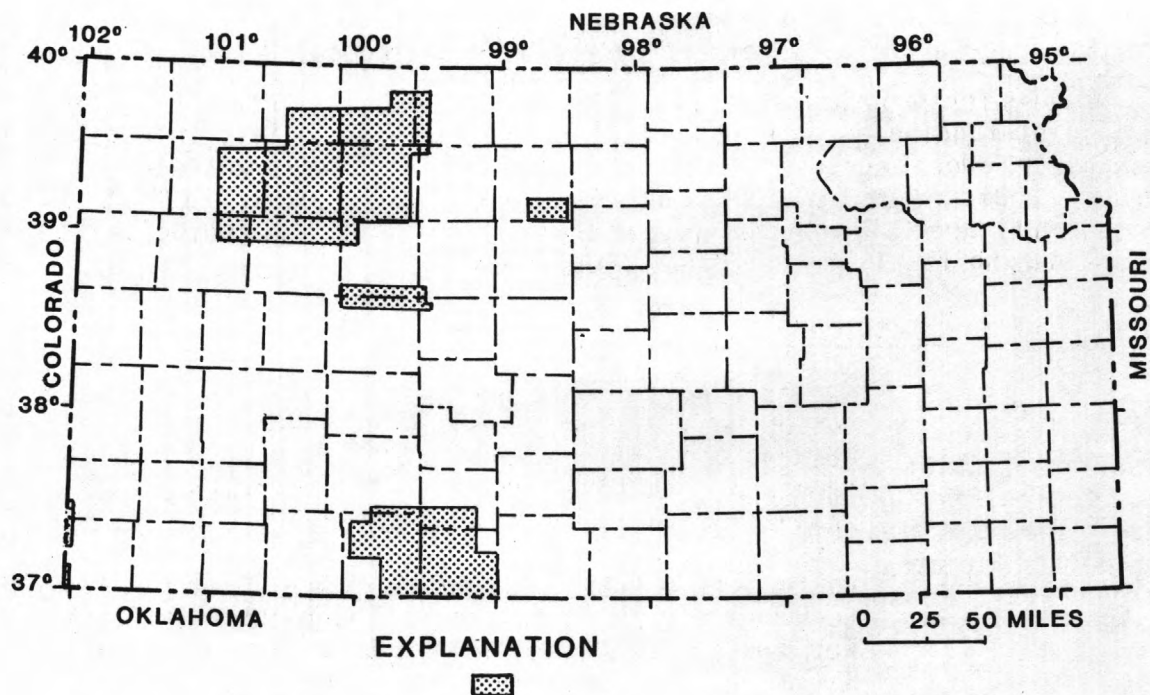 NEBRASKA
102° 101° 100° 99° 98° 97° 96° 95°
40°
39°
COLORADO
MISSOURI
38°
37°
OKLAHOMA
0 25 50 MILES
EXPLANATION